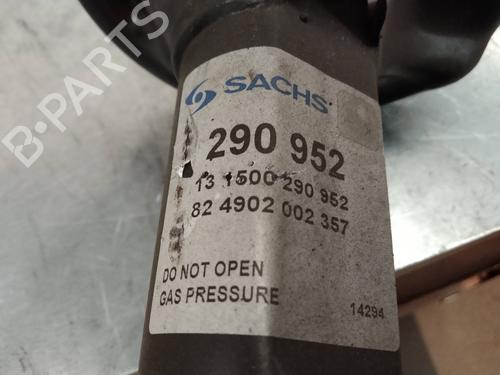 SACHS
290 952
13 1500 290 952
82 4902 002 357
DO NOT OPEN
GAS PRESSURE
14294
B-PARTS